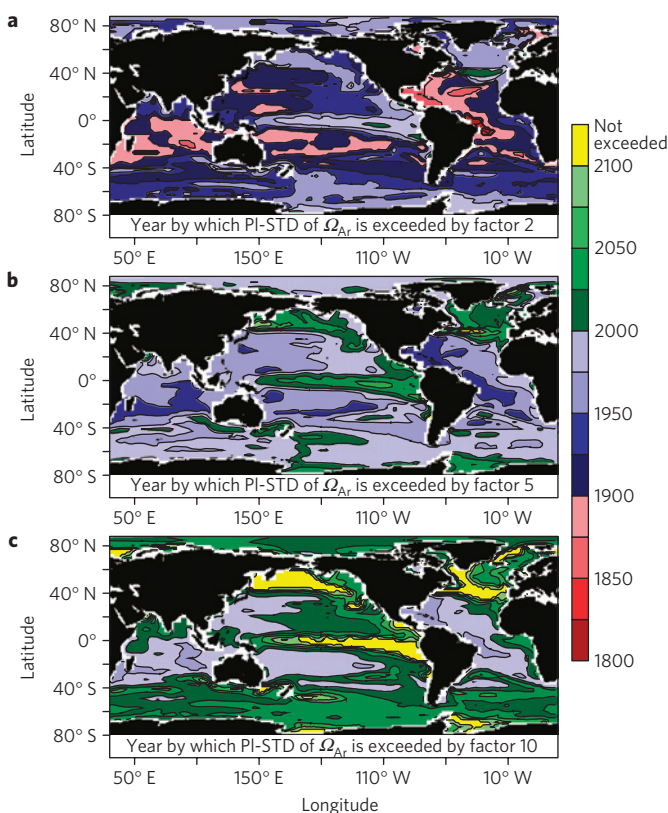 a
80° N
40° N
0°
40° S
80° S
Latitude
Year by which PI-STD of Ω_Ar is exceeded by factor 2
50° E
150° E
110° W
10° W
b
80° N
40° N
0°
40° S
80° S
Latitude
Year by which PI-STD of Ω_Ar is exceeded by factor 5
50° E
150° E
110° W
10° W
c
80° N
40° N
0°
40° S
80° S
Latitude
Year by which PI-STD of Ω_Ar is exceeded by factor 10
50° E
150° E
110° W
10° W
Longitude
Not
exceeded
2100
2050
2000
1950
1900
1850
1800